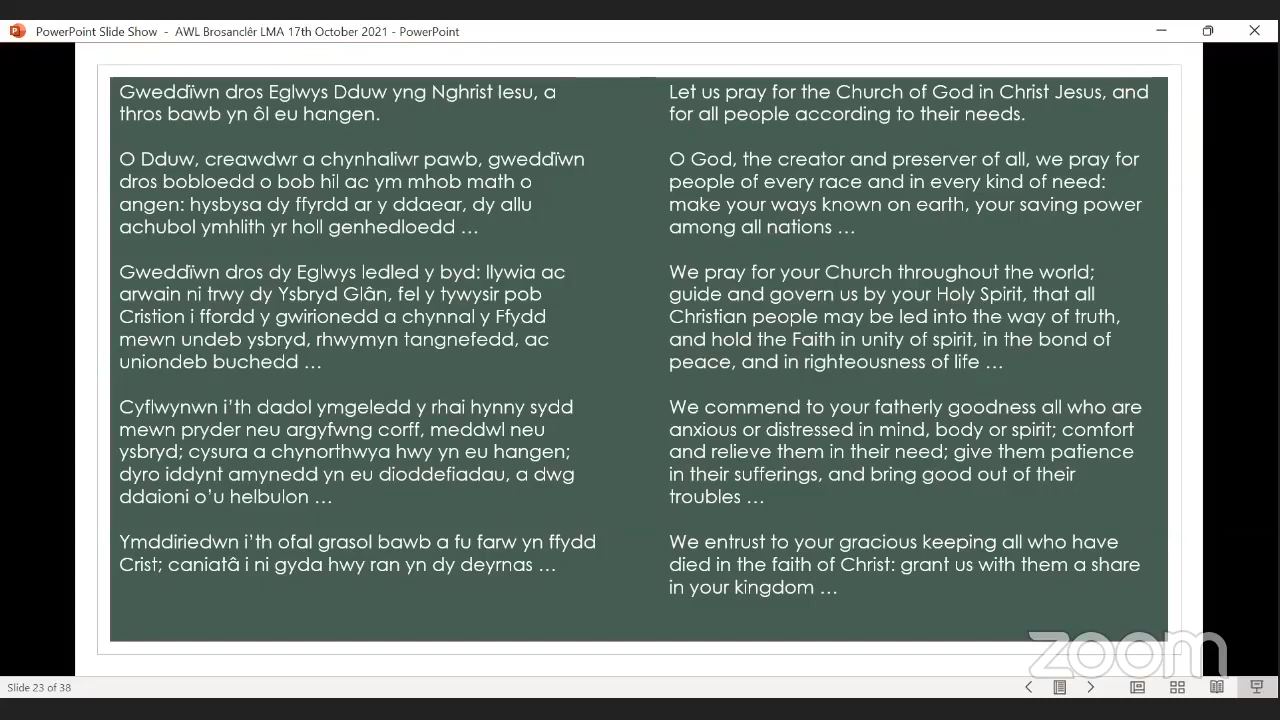 PowerPoint Slide Show - AWL Brosanclêr LMA 17th October 2021 - PowerPoint
Gweddïwn dros Eglwys Dduw yng Nghrist Iesu, a
thros bawb yn ôl eu hangen.
O Dduw, creawdwr a chynhaliwr pawb, gweddïwn
dros bobloedd o bob hil ac ym mhob math o
angen: hysbysa dy ffyrdd ar y ddaear, dy allu
achubol ymhlith yr holl genhedloedd ...
Gweddïwn dros dy Eglwys ledled y byd: llywia ac
arwain ni trwy dy Ysbryd Glân, fel y tywysir pob
Cristion i ffordd y gwirionedd a chynnal y Ffydd
mewn undeb ysbryd, rhwymyn tangnefedd, ac
uniondeb buchedd ...
Cyflwynwn i’th dadol ymgeledd y rhai hynny sydd
mewn pryder neu argyfwng corff, meddwl neu
ysbryd; cysura a chynorthwya hwy yn eu hangen;
dyro iddynt amynedd yn eu dioddefiadau, a dwg
ddaioni o’u helbulon ...
Ymddiriedwn i’th ofal grasol bawb a fu farw yn ffydd
Crist; caniatâ i ni gyda hwy ran yn dy deyrnas ...
Let us pray for the Church of God in Christ Jesus, and
for all people according to their needs.
O God, the creator and preserver of all, we pray for
people of every race and in every kind of need:
make your ways known on earth, your saving power
among all nations ...
We pray for your Church throughout the world;
guide and govern us by your Holy Spirit, that all
Christian people may be led into the way of truth,
and hold the Faith in unity of spirit, in the bond of
peace, and in righteousness of life ...
We commend to your fatherly goodness all who are
anxious or distressed in mind, body or spirit; comfort
and relieve them in their need; give them patience
in their sufferings, and bring good out of their
troubles ...
We entrust to your gracious keeping all who have
died in the faith of Christ: grant us with them a share
in your kingdom ...
zoom
Slide 23 of 38